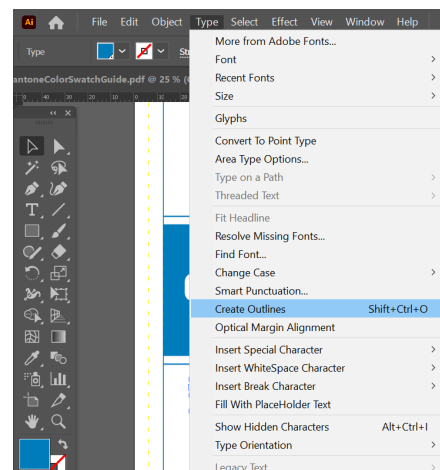 Ai File Edit Object Type Select Effect View Window Help
Type
antoneColorSwatchGuide.pdf @ 25 %
40 20 20
More from Adobe Fonts...
Font
Recent Fonts
Size
Glyphs
Convert To Point Type
Area Type Options...
Type on a Path
Threaded Text
Fit Headline
Resolve Missing Fonts...
Find Font...
Change Case
Smart Punctuation...
Create Outlines Shift+Ctrl+O
Optical Margin Alignment
Insert Special Character
Insert WhiteSpace Character
Insert Break Character
Fill With PlaceHolder Text
Show Hidden Characters Alt+Ctrl+I
Type Orientation
Legacy Text